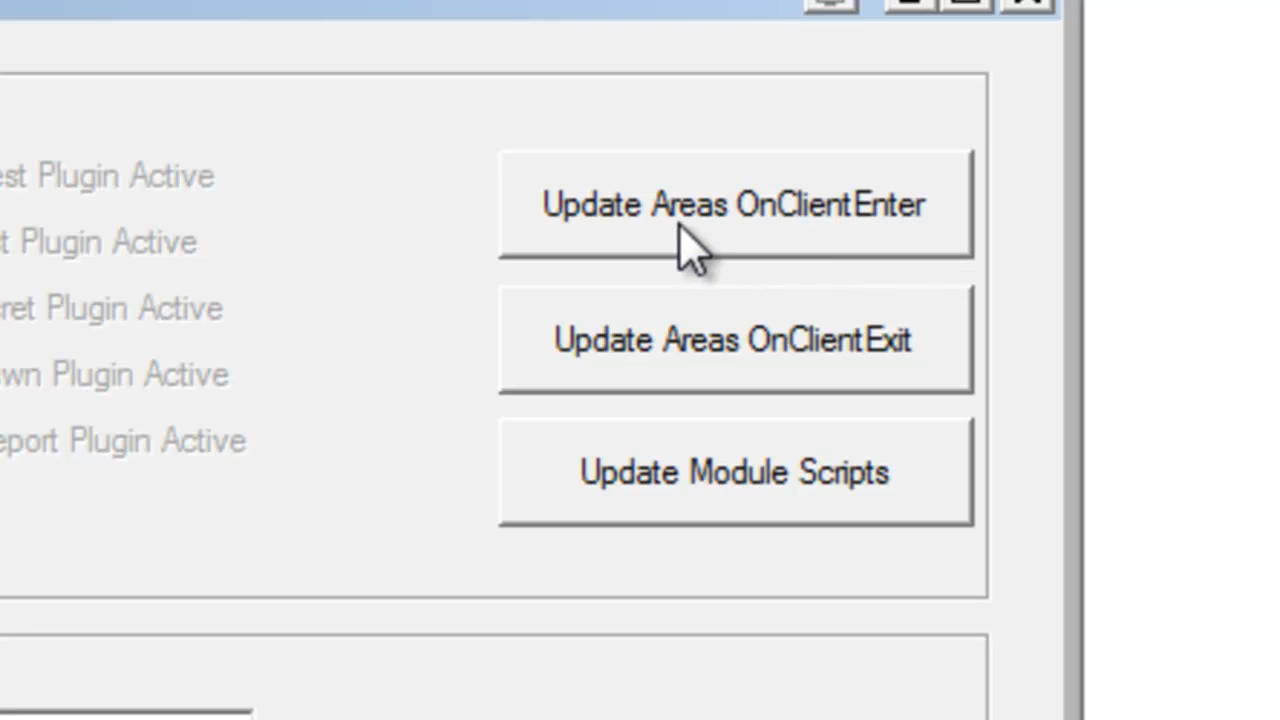 Plugin Active
Update Areas OnClientEnter
Plugin Active
Plugin Active
Update Areas OnClientExit
Plugin Active
Plugin Active
Update Module Scripts